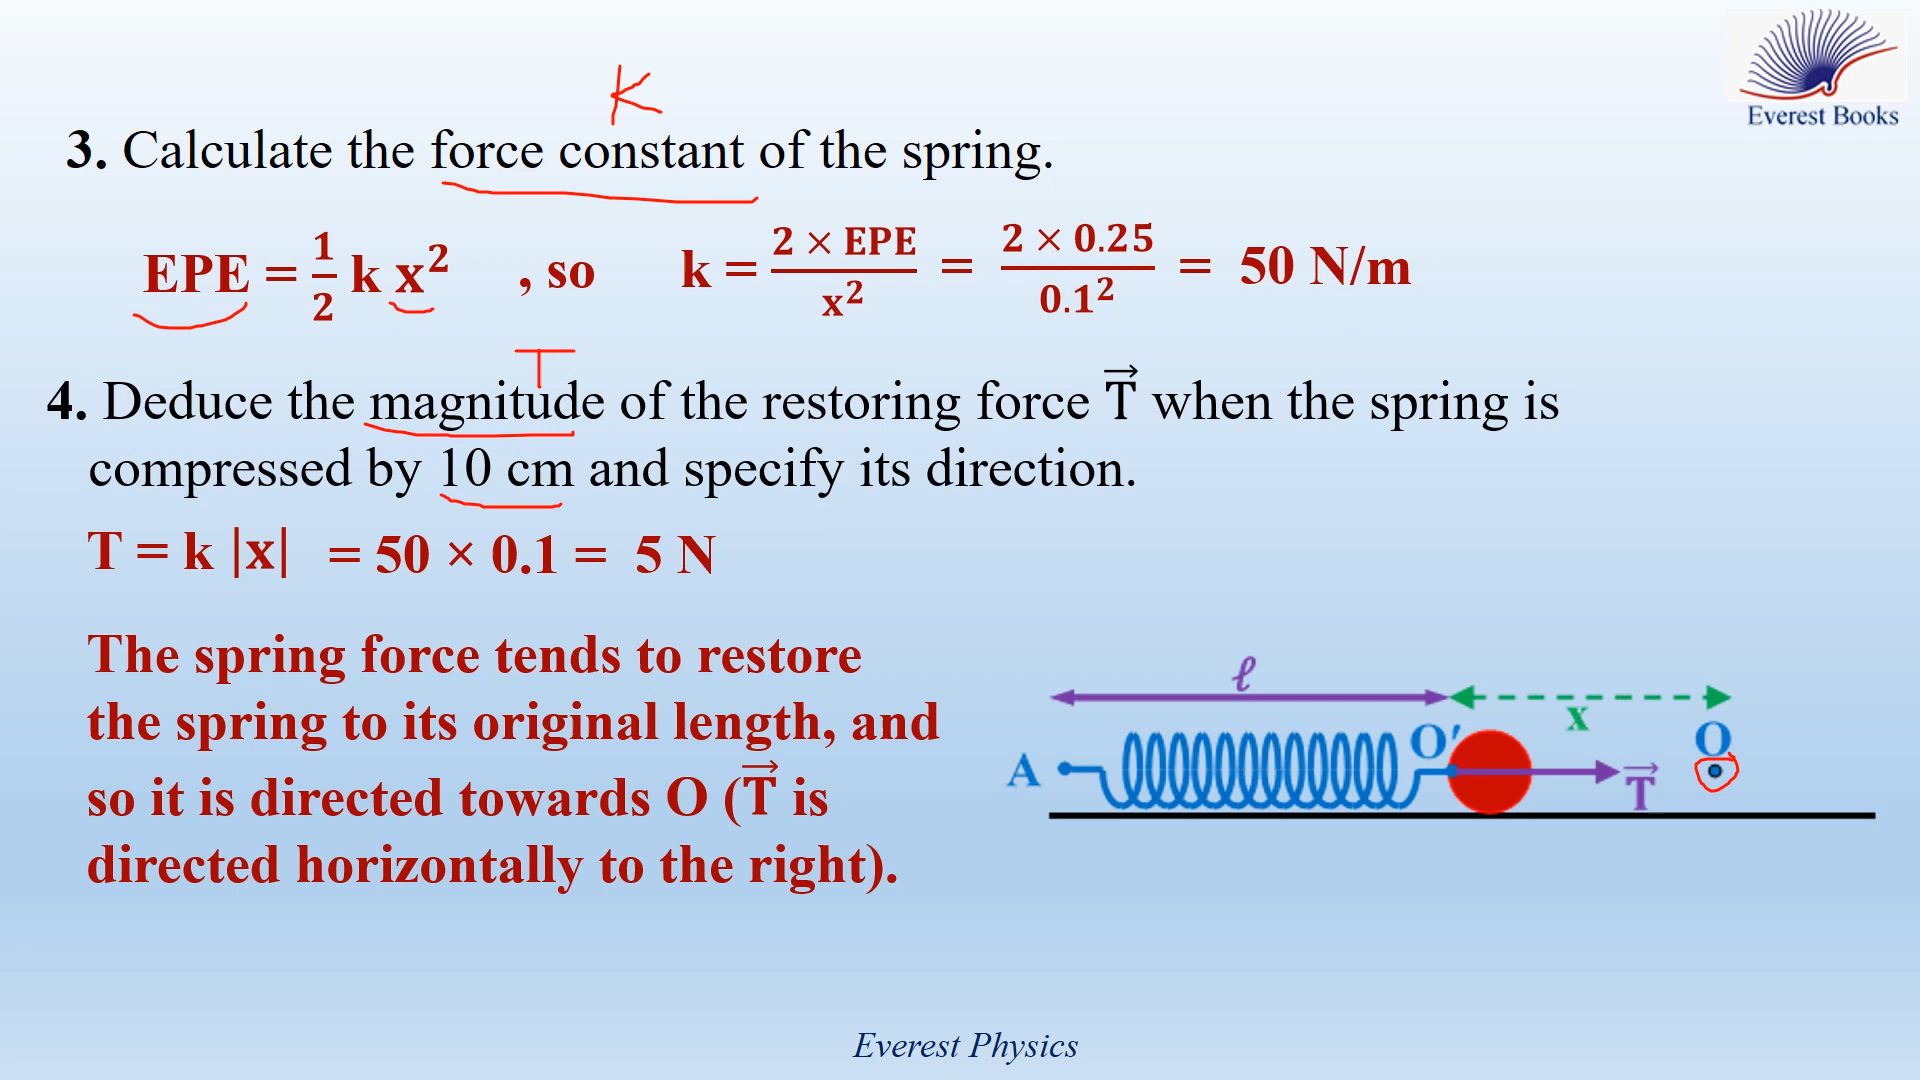 Everest Books
K
3. Calculate the force constant of the spring.
EPE = 1/2 k x² , so k = 2 × EPE / x² = 2 × 0.25 / 0.1² = 50 N/m
T
4. Deduce the magnitude of the restoring force T⃗ when the spring is
compressed by 10 cm and specify its direction.
T = k |x| = 50 × 0.1 = 5 N
The spring force tends to restore
the spring to its original length, and
so it is directed towards O (T⃗ is
directed horizontally to the right).
ℓ
x
A O′ O
T⃗
Everest Physics